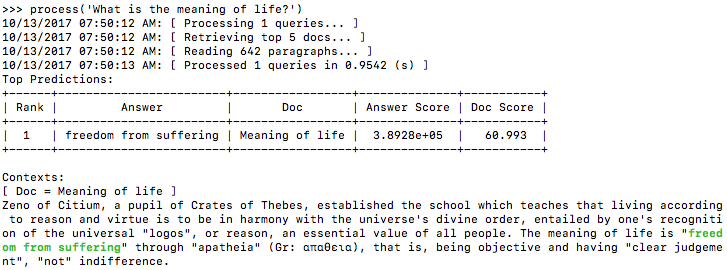 >>> process('What is the meaning of life?')
10/13/2017 07:50:12 AM: [ Processing 1 queries... ]
10/13/2017 07:50:12 AM: [ Retrieving top 5 docs... ]
10/13/2017 07:50:12 AM: [ Reading 642 paragraphs... ]
10/13/2017 07:50:13 AM: [ Processed 1 queries in 0.9542 (s) ]
Top Predictions:
+------+-----------------------+-----------------+--------------+-----------+
| Rank |         Answer        |       Doc       | Answer Score | Doc Score |
+------+-----------------------+-----------------+--------------+-----------+
|  1   | freedom from suffering | Meaning of life |  3.8928e+05  |   60.993  |
+------+-----------------------+-----------------+--------------+-----------+
Contexts:
[ Doc = Meaning of life ]
Zeno of Citium, a pupil of Crates of Thebes, established the school which teaches that living according
 to reason and virtue is to be in harmony with the universe's divine order, entailed by one's recogniti
on of the universal "logos", or reason, an essential value of all people. The meaning of life is "freed
om from suffering" through "apatheia" (Gr: απαθεια), that is, being objective and having "clear judgeme
nt", "not" indifference.